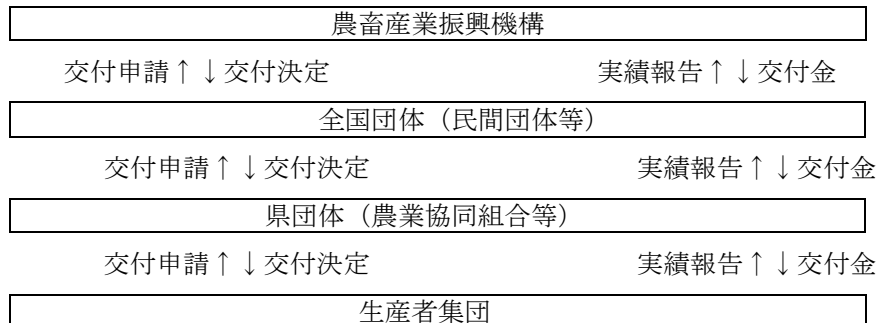 農畜産業振興機構
交付申請↑↓交付決定 実績報告↑↓交付金
全国団体（民間団体等）
交付申請↑↓交付決定 実績報告↑↓交付金
県団体（農業協同組合等）
交付申請↑↓交付決定 実績報告↑↓交付金
生産者集団